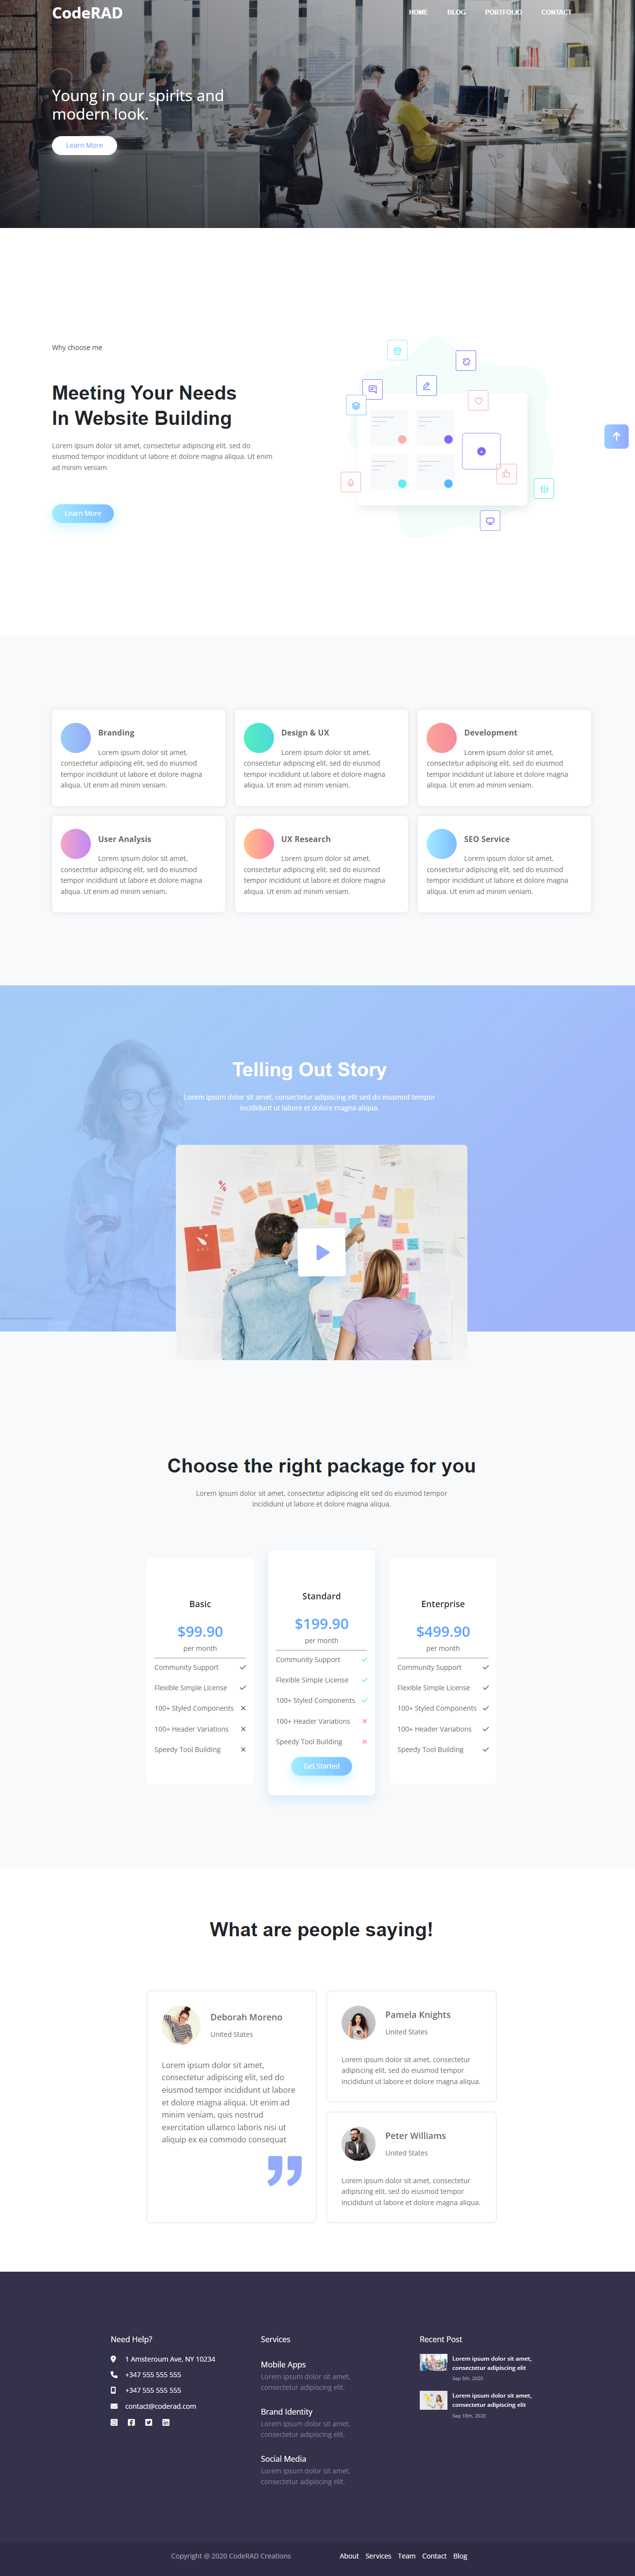 CodeRAD
HOME BLOG PORTFOLIO CONTACT
Young in our spirits and
modern look.
Learn More
Why choose me
Meeting Your Needs
In Website Building
Lorem ipsum dolor sit amet, consectetur adipiscing elit, sed do
eiusmod tempor incididunt ut labore et dolore magna aliqua. Ut enim
ad minim veniam
Learn More
Branding
Lorem ipsum dolor sit amet,
consectetur adipiscing elit, sed do eiusmod
tempor incididunt ut labore et dolore magna
aliqua. Ut enim ad minim veniam.
Design & UX
Lorem ipsum dolor sit amet,
consectetur adipiscing elit, sed do eiusmod
tempor incididunt ut labore et dolore magna
aliqua. Ut enim ad minim veniam.
Development
Lorem ipsum dolor sit amet,
consectetur adipiscing elit, sed do eiusmod
tempor incididunt ut labore et dolore magna
aliqua. Ut enim ad minim veniam.
User Analysis
Lorem ipsum dolor sit amet,
consectetur adipiscing elit, sed do eiusmod
tempor incididunt ut labore et dolore magna
aliqua. Ut enim ad minim veniam.
UX Research
Lorem ipsum dolor sit amet,
consectetur adipiscing elit, sed do eiusmod
tempor incididunt ut labore et dolore magna
aliqua. Ut enim ad minim veniam.
SEO Service
Lorem ipsum dolor sit amet,
consectetur adipiscing elit, sed do eiusmod
tempor incididunt ut labore et dolore magna
aliqua. Ut enim ad minim veniam.
Telling Out Story
Lorem ipsum dolor sit amet, consectetur adipiscing elit sed do eiusmod tempor
incididunt ut labore et dolore magna aliqua.
Choose the right package for you
Lorem ipsum dolor sit amet, consectetur adipiscing elit sed do eiusmod tempor
incididunt ut labore et dolore magna aliqua.
Basic
$99.90
per month
Community Support
Flexible Simple License
100+ Styled Components
100+ Header Variations
Speedy Tool Building
Standard
$199.90
per month
Community Support
Flexible Simple License
100+ Styled Components
100+ Header Variations
Speedy Tool Building
Get Started
Enterprise
$499.90
per month
Community Support
Flexible Simple License
100+ Styled Components
100+ Header Variations
Speedy Tool Building
What are people saying!
Deborah Moreno
United States
Lorem ipsum dolor sit amet,
consectetur adipiscing elit, sed do
eiusmod tempor incididunt ut labore
et dolore magna aliqua. Ut enim ad
minim veniam, quis nostrud
exercitation ullamco laboris nisi ut
aliquip ex ea commodo consequat
Pamela Knights
United States
Lorem ipsum dolor sit amet, consectetur
adipiscing elit, sed do eiusmod tempor
incididunt ut labore et dolore magna aliqua.
Peter Williams
United States
Lorem ipsum dolor sit amet, consectetur
adipiscing elit, sed do eiusmod tempor
incididunt ut labore et dolore magna aliqua.
Need Help?
1 Amsteroum Ave, NY 10234
+347 555 555 555
+347 555 555 555
contact@coderad.com
Services
Mobile Apps
Lorem ipsum dolor sit amet,
consectetur adipiscing elit.
Brand Identity
Lorem ipsum dolor sit amet,
consectetur adipiscing elit.
Social Media
Lorem ipsum dolor sit amet,
consectetur adipiscing elit.
Recent Post
Lorem ipsum dolor sit amet,
consectetur adipiscing elit
Sep 5th, 2020
Lorem ipsum dolor sit amet,
consectetur adipiscing elit
Sep 19th, 2020
Copyright @ 2020 CodeRAD Creations
About Services Team Contact Blog